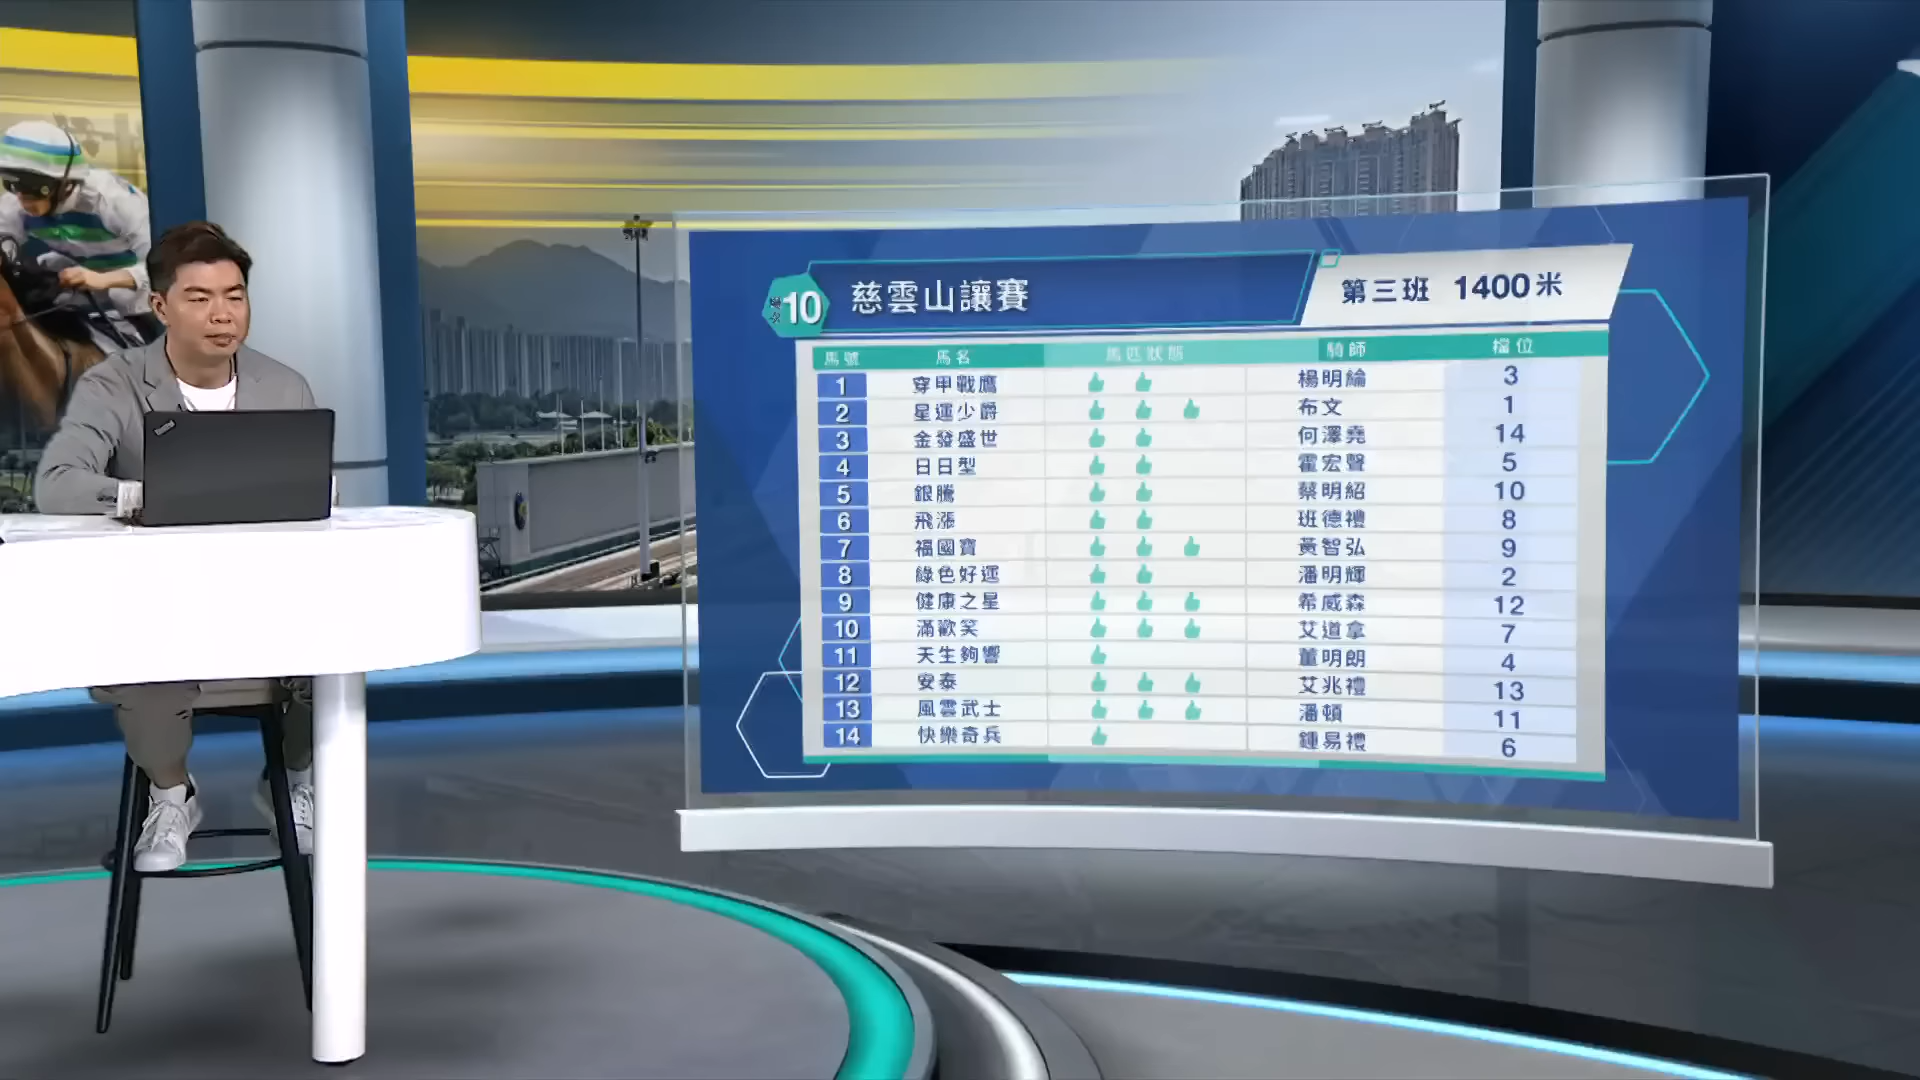 場次 10 慈雲山讓賽 第三班 1400米
馬號 馬名 馬匹狀態 騎師 檔位
1 穿甲戰鷹 楊明綸 3
2 星運少爵 布文 1
3 金發盛世 何澤堯 14
4 日日型 霍宏聲 5
5 銀騰 蔡明紹 10
6 飛漲 班德禮 8
7 福國寶 黃智弘 9
8 綠色好運 潘明輝 2
9 健康之星 希威森 12
10 滿歡笑 艾道拿 7
11 天生夠響 董明朗 4
12 安泰 艾兆禮 13
13 風雲武士 潘頓 11
14 快樂奇兵 鍾易禮 6